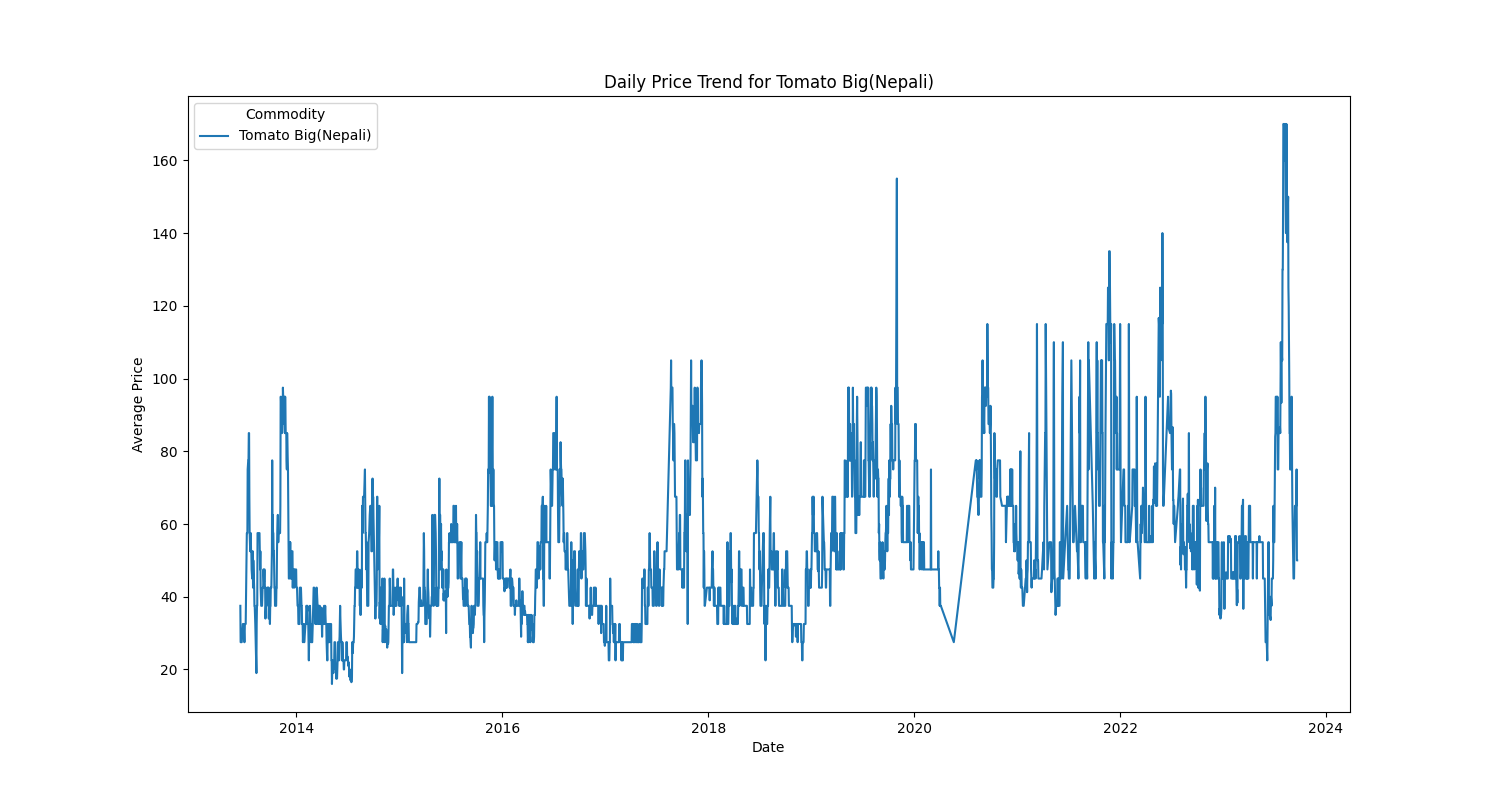 Daily Price Trend for Tomato Big(Nepali)
Commodity
Tomato Big(Nepali)
Average Price
160
140
120
100
80
60
40
20
2014
2016
2018
2020
2022
2024
Date